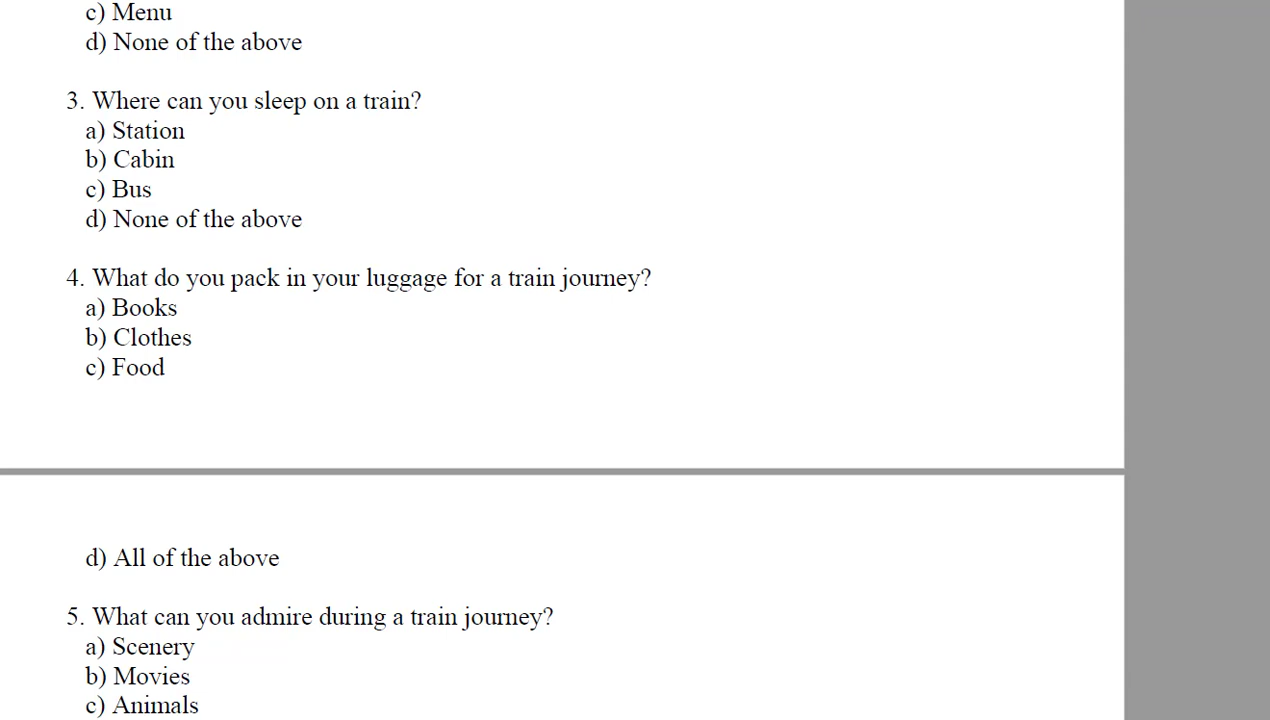 c) Menu
d) None of the above
3. Where can you sleep on a train?
a) Station
b) Cabin
c) Bus
d) None of the above
4. What do you pack in your luggage for a train journey?
a) Books
b) Clothes
c) Food
d) All of the above
5. What can you admire during a train journey?
a) Scenery
b) Movies
c) Animals